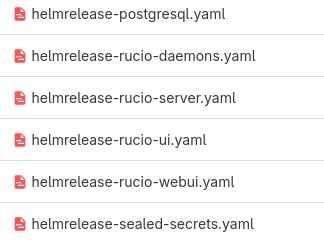 helmrelease-postgresql.yaml
helmrelease-rucio-daemons.yaml
helmrelease-rucio-server.yaml
helmrelease-rucio-ui.yaml
helmrelease-rucio-webui.yaml
helmrelease-sealed-secrets.yaml